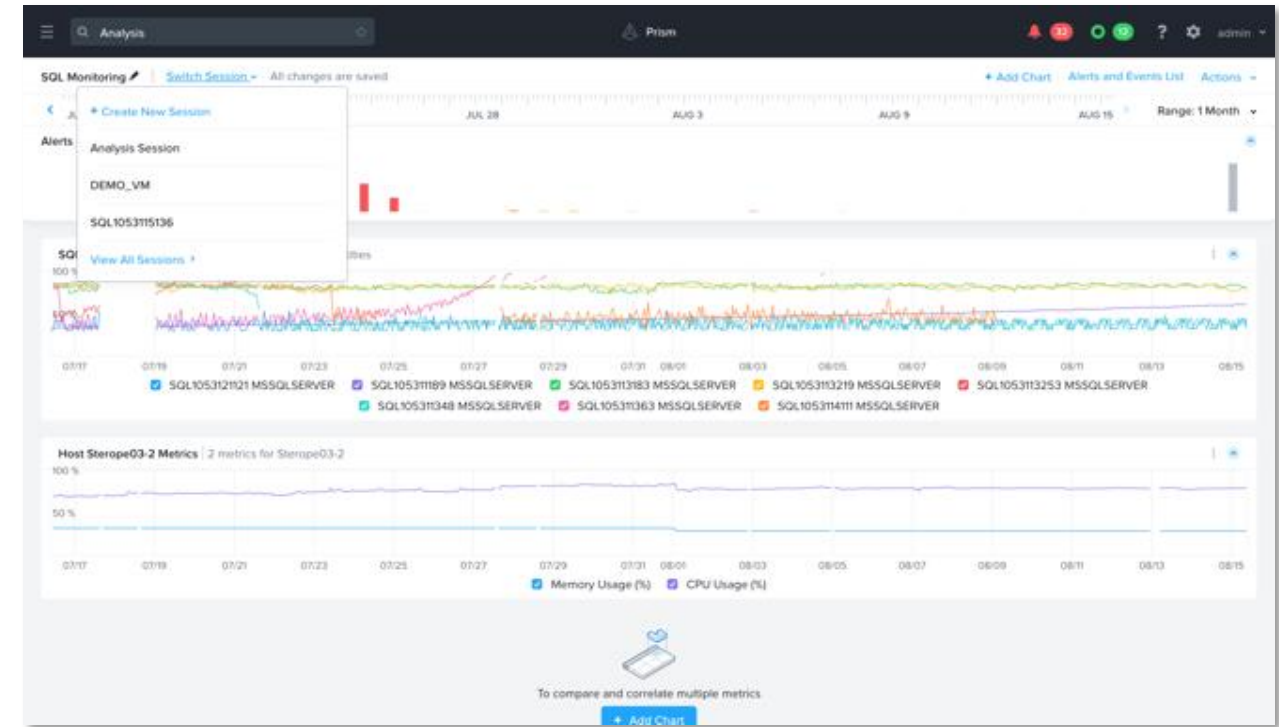 Analysis Prism 13 ? admin
SQL Monitoring | Switch Session All changes are saved + Add Chart Alerts and Events List Actions
JUL 28 AUG 3 AUG 9 AUG 15 Range: 1 Month
+ Create New Session
Alerts
Analysis Session
DEMO_VM
SQL1053115136
View All Sessions
SQL
100 %
07/17 07/19 07/21 07/23 07/25 07/27 07/29 07/31 08/01 08/03 08/05 08/07 08/09 08/11 08/13 08/15
SQL1053121121 MSSQLSERVER SQL105311189 MSSQLSERVER SQL1053113183 MSSQLSERVER SQL1053113219 MSSQLSERVER SQL1053113253 MSSQLSERVER
SQL105311348 MSSQLSERVER SQL105311363 MSSQLSERVER SQL1053114111 MSSQLSERVER
Host Sterope03-2 Metrics | 2 metrics for Sterope03-2
100 %
50 %
07/17 07/19 07/21 07/23 07/25 07/27 07/29 07/31 08/01 08/03 08/05 08/07 08/09 08/11 08/13 08/15
Memory Usage (%) CPU Usage (%)
To compare and correlate multiple metrics
+ Add Chart